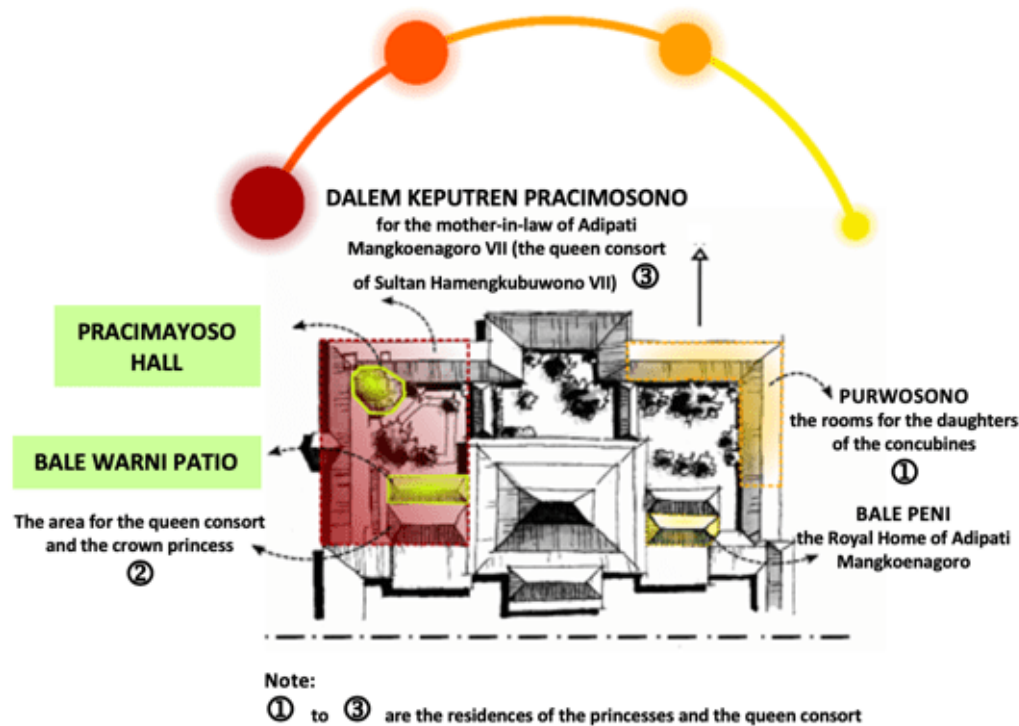 DALEM KEPUTREN PRACIMOSONO
for the mother-in-law of Adipati
Mangkoenagoro VII (the queen consort
of Sultan Hamengkubuwono VII) ③
PRACIMAYOSO
HALL
BALE WARNI PATIO
The area for the queen consort
and the crown princess
②
PURWOSONO
the rooms for the daughters
of the concubines
①
BALE PENI
the Royal Home of Adipati
Mangkoenagoro
Note:
① to ③ are the residences of the princesses and the queen consort